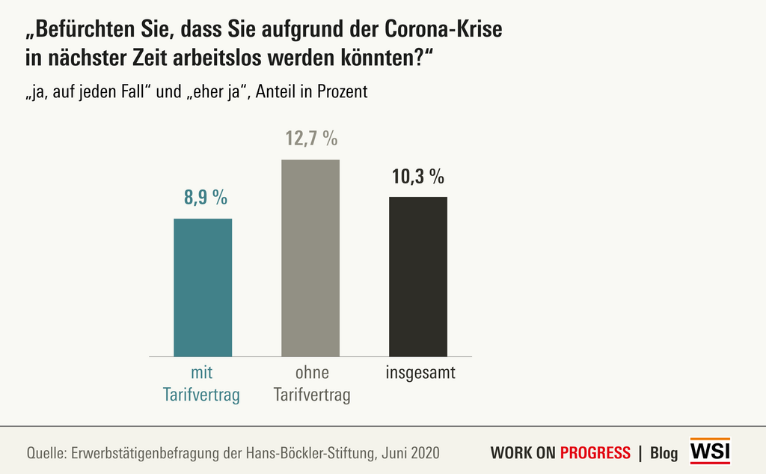 „Befürchten Sie, dass Sie aufgrund der Corona-Krise
in nächster Zeit arbeitslos werden könnten?“
„ja, auf jeden Fall“ und „eher ja“, Anteil in Prozent
12,7 %
10,3 %
8,9 %
mit
Tarifvertrag
ohne
Tarifvertrag
insgesamt
Quelle: Erwerbstätigenbefragung der Hans-Böckler-Stiftung, Juni 2020
WORK ON PROGRESS | Blog WSI